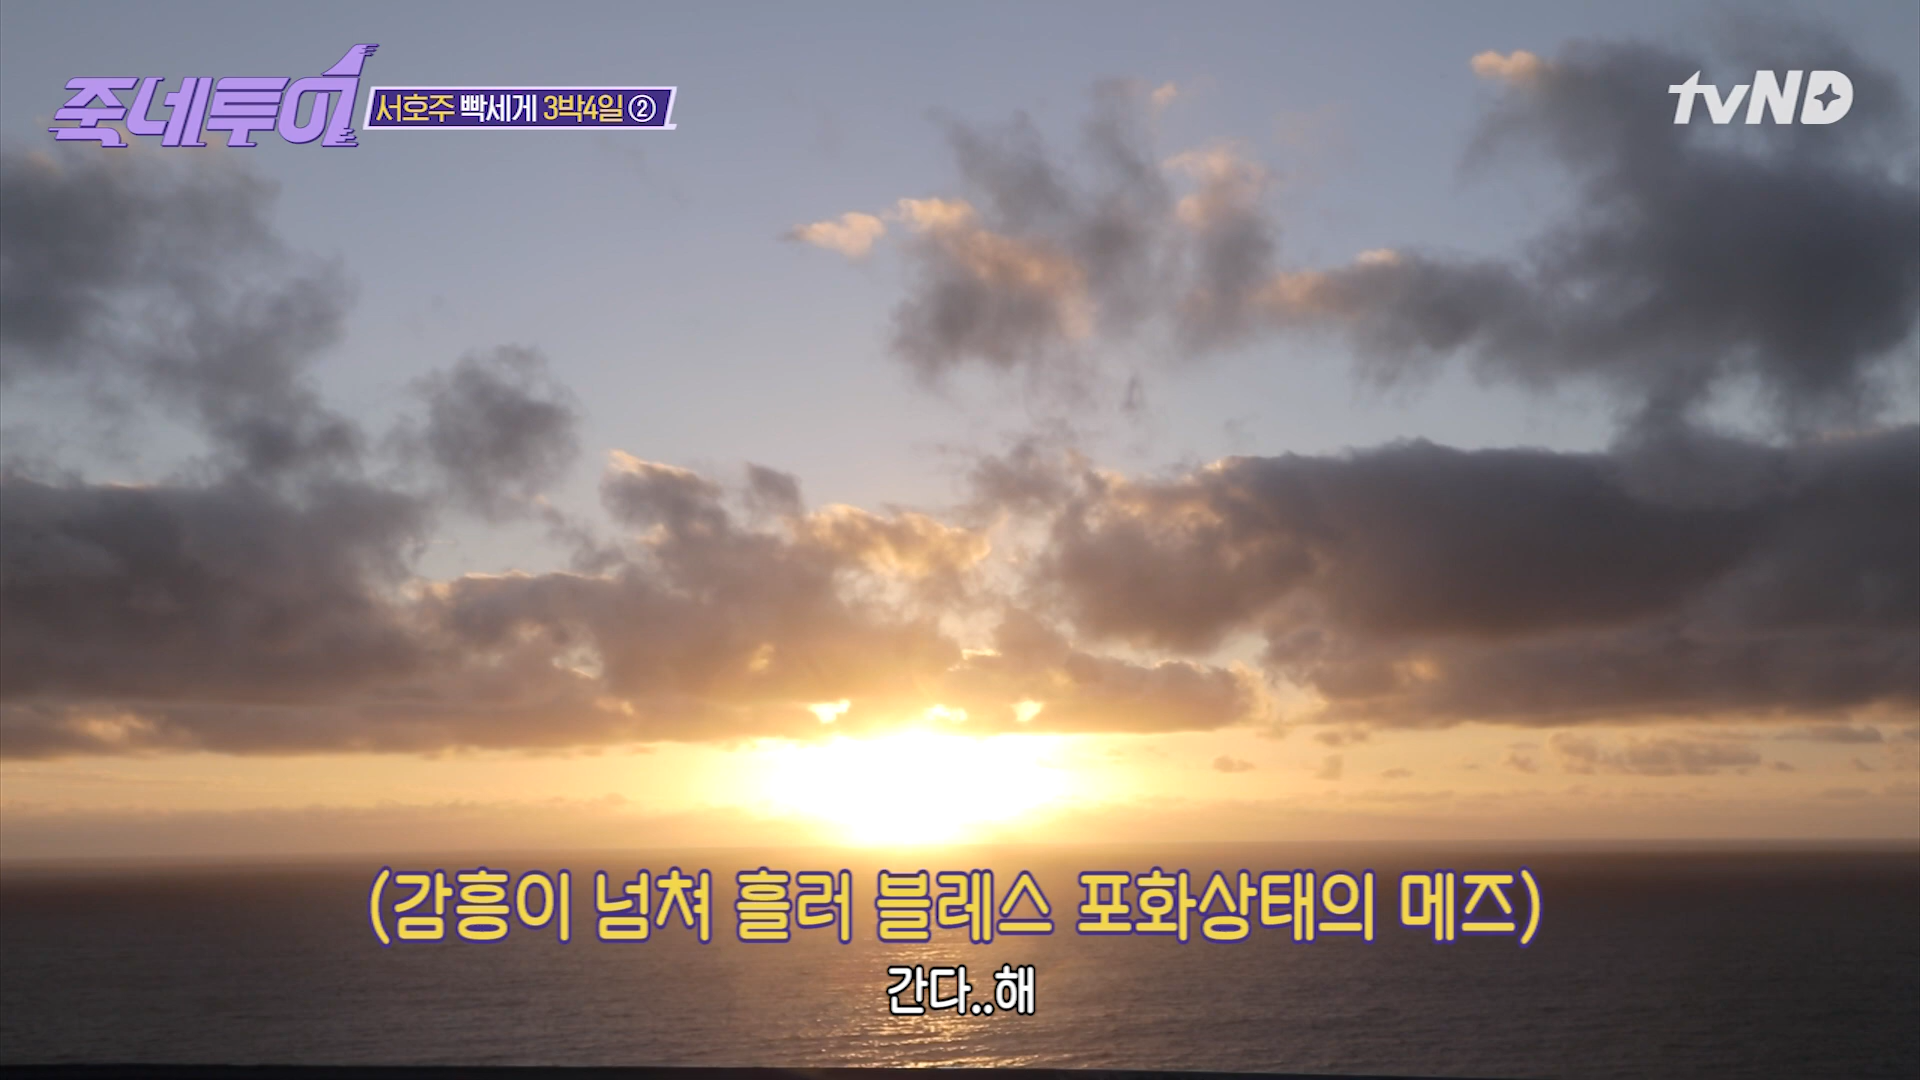 죽네투어
서호주 빡세게 3박4일 ②
tvND
(감흥이 넘쳐 흘러 블레스 포화상태의 메즈)
간다..해